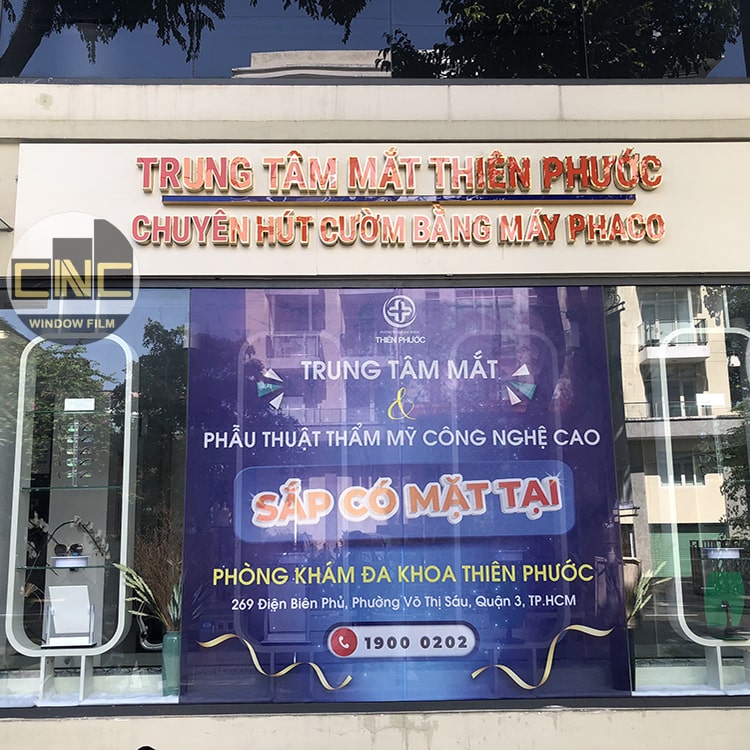 TRUNG TÂM MẮT THIÊN PHƯỚC
CHUYÊN HÚT CƯỜM BẰNG MÁY PHACO
CINC
WINDOW FILM
THIÊN PHƯỚC
TRUNG TÂM MẮT
&
PHẪU THUẬT THẨM MỸ CÔNG NGHỆ CAO
SẮP CÓ MẶT TẠI
PHÒNG KHÁM ĐA KHOA THIÊN PHƯỚC
269 Điện Biên Phủ, Phường Võ Thị Sáu, Quận 3, TP.HCM
1900 0202